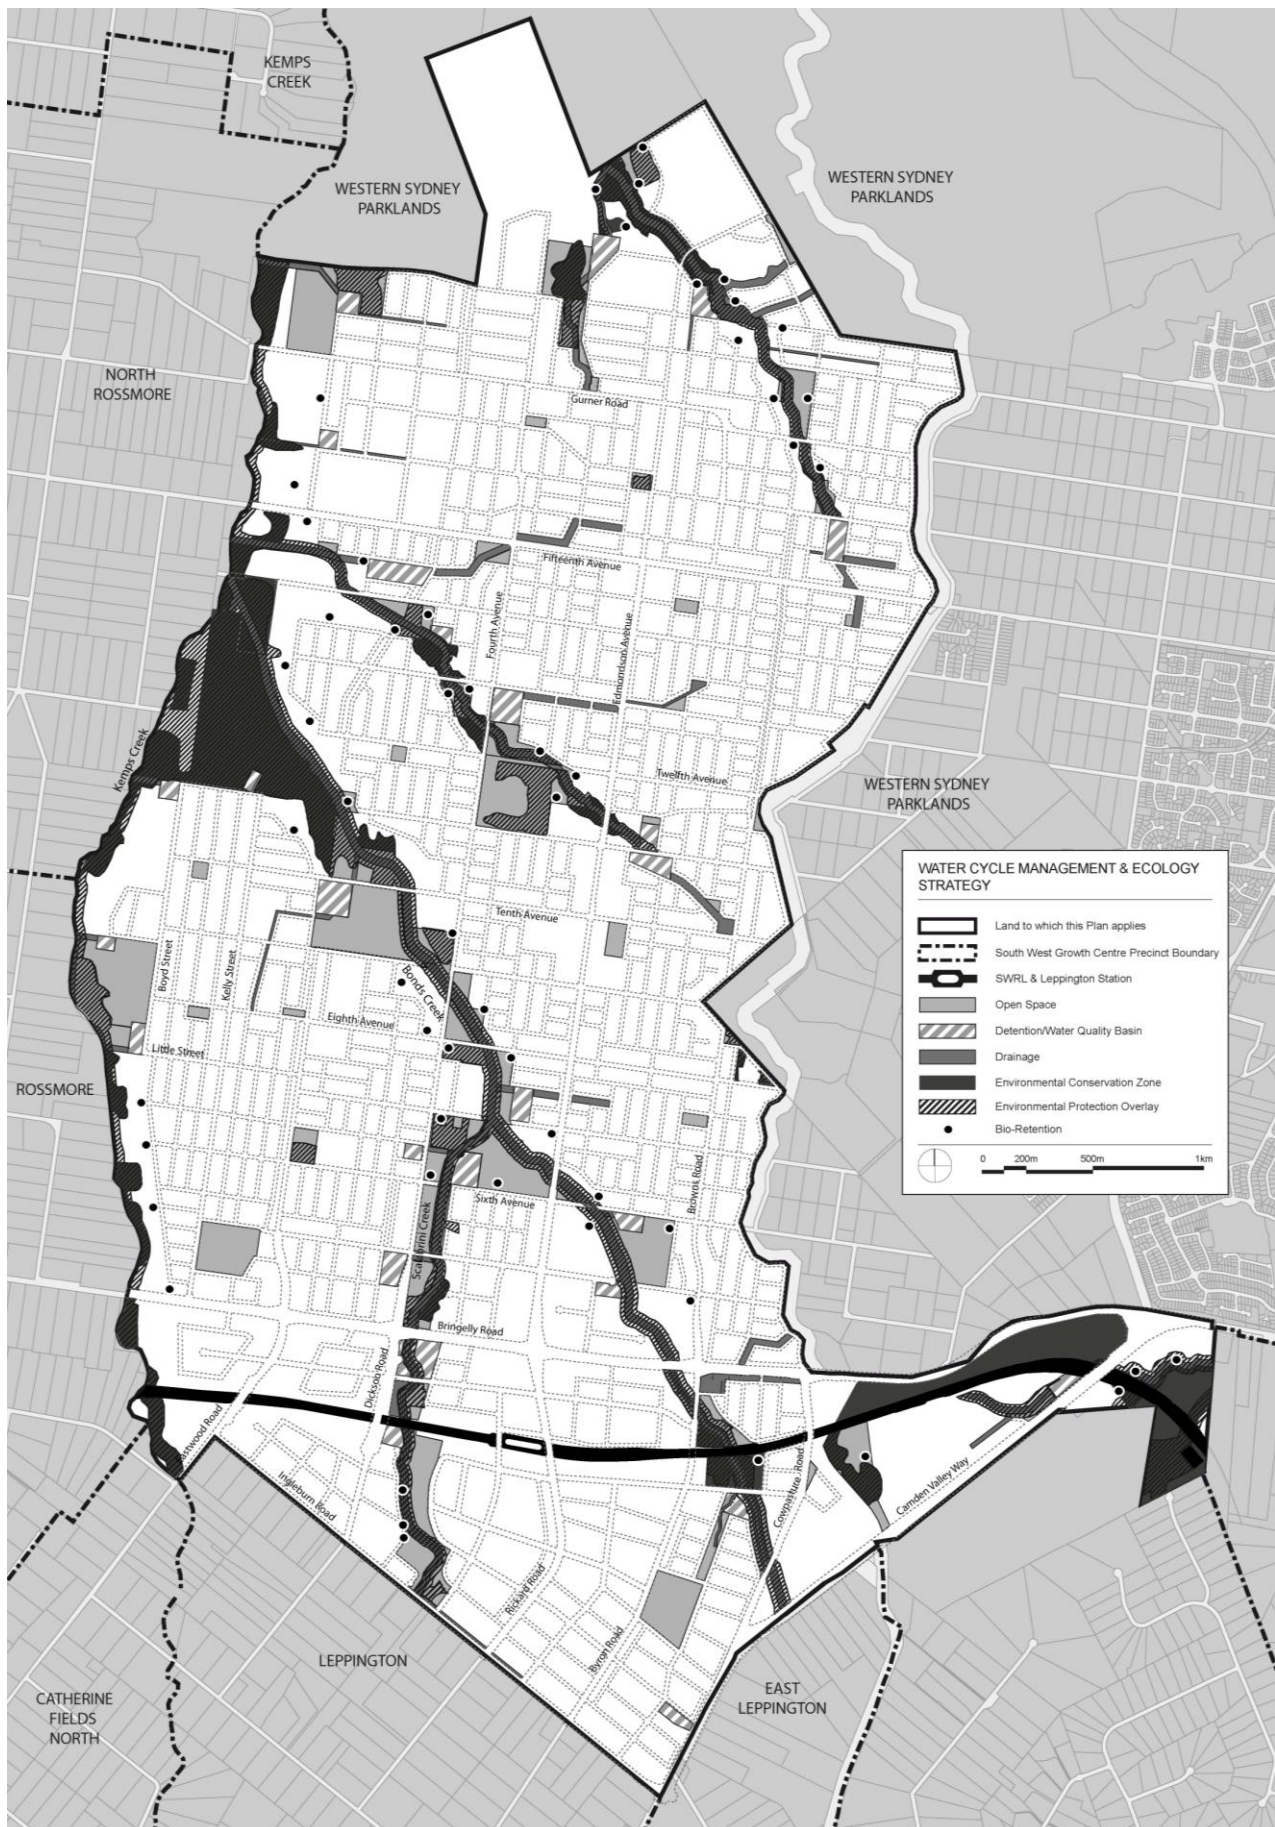 KEMPS
CREEK
WESTERN SYDNEY
PARKLANDS
WESTERN SYDNEY
PARKLANDS
NORTH
ROSSMORE
Gurner Road
Fifteenth Avenue
Fourth Avenue
Edmondson Avenue
Kemps Creek
Twelfth Avenue
WESTERN SYDNEY
PARKLANDS
WATER CYCLE MANAGEMENT & ECOLOGY
STRATEGY
Land to which this Plan applies
South West Growth Centre Precinct Boundary
SWRL & Leppington Station
Open Space
Detention/Water Quality Basin
Drainage
Environmental Conservation Zone
Environmental Protection Overlay
Bio-Retention
0 200m 500m 1km
Tenth Avenue
Boyd Street
Kelly Street
Bonds Creek
Eighth Avenue
Little Street
ROSSMORE
Sixth Avenue
Browns Road
Scalabrini Creek
Bringelly Road
Dickson Road
Eastwood Road
Ingleburn Road
Rickard Road
Byron Road
Cowpasture Road
Camden Valley Way
LEPPINGTON
EAST
LEPPINGTON
CATHERINE
FIELDS
NORTH